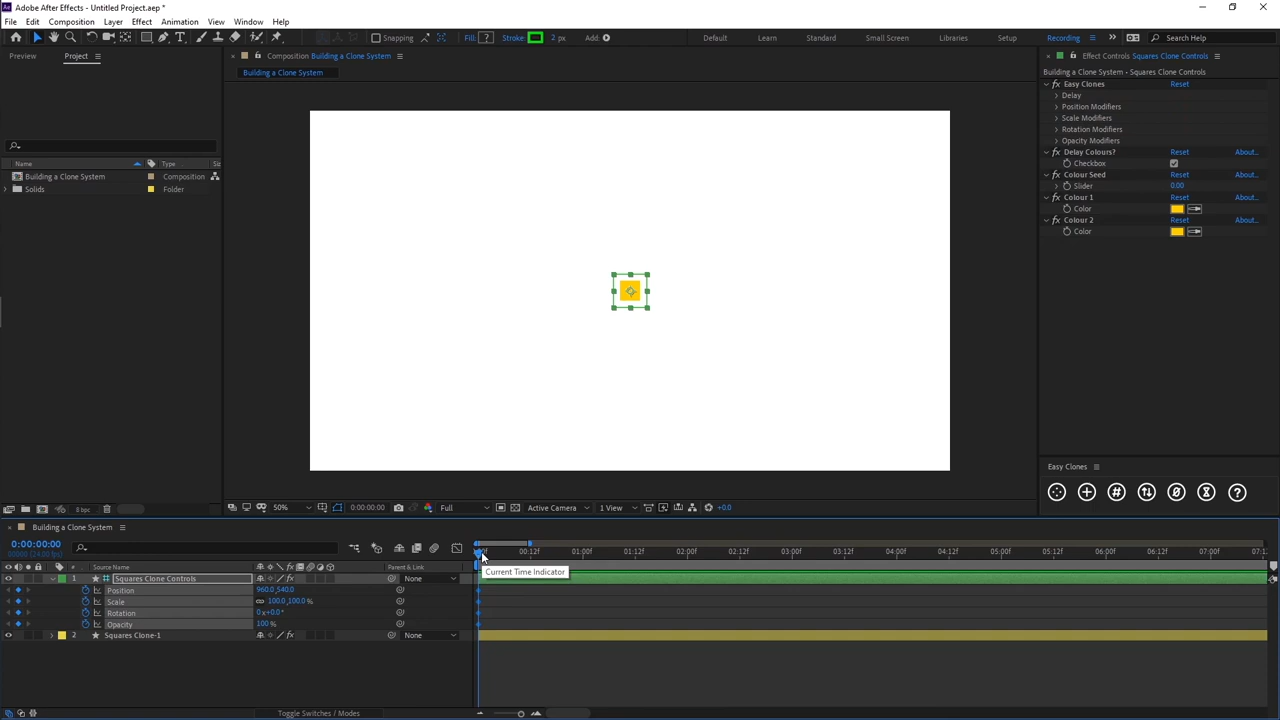 Adobe After Effects - Untitled Project.aep *
File Edit Composition Layer Effect Animation View Window Help
Snapping Fill: ? Stroke: 2 px Add: Default Learn Standard Small Screen Libraries Setup Recording Search Help
Preview Project
Composition Building a Clone System
Effect Controls Squares Clone Controls
Building a Clone System
Building a Clone System - Squares Clone Controls
Easy Clones Reset
Delay
Position Modifiers
Scale Modifiers
Rotation Modifiers
Opacity Modifiers
Delay Colours? Reset About...
Checkbox
Colour Seed Reset About...
Slider 0.00
Colour 1 Reset About...
Color
Colour 2 Reset About...
Color
Name Type
Building a Clone System Composition
Solids Folder
Easy Clones
8 bpc
50% 0:00:00:00 Full Active Camera 1 View +0.0
Building a Clone System
0:00:00:00
00000 (24.00 fps)
00:12f 01:00f 01:12f 02:00f 02:12f 03:00f 03:12f 04:00f 04:12f 05:00f 05:12f 06:00f 06:12f 07:00f
# Source Name Parent & Link
Current Time Indicator
1 Squares Clone Controls None
Position 960.0,540.0
Scale 100.0,100.0 %
Rotation 0 x+0.0 °
Opacity 100 %
2 Squares Clone-1 None
Toggle Switches / Modes